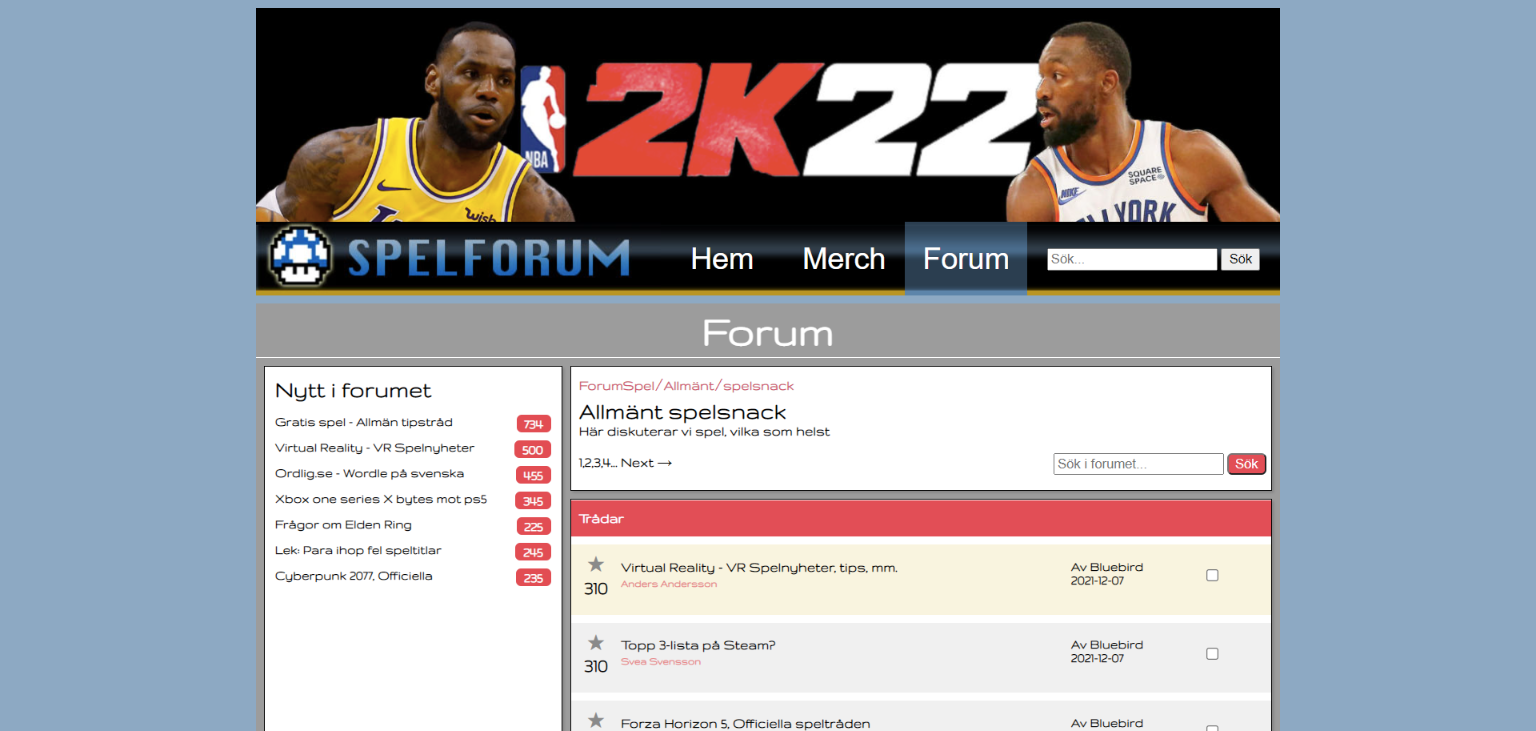 NBA
2K22
NIKE
SQUARE
SPACE
wish
SPELFORUM
Hem
Merch
Forum
Sök...
Sök
Forum
Nytt i forumet
Gratis spel - Allmän tipstråd 734
Virtual Reality - VR Spelnyheter 500
Ordlig.se - Wordle på svenska 455
Xbox one series X bytes mot ps5 345
Frågor om Elden Ring 225
Lek: Para ihop fel speltitlar 245
Cyberpunk 2077, Officiella 235
ForumSpel/Allmänt/spelsnack
Allmänt spelsnack
Här diskuterar vi spel, vilka som helst
1,2,3,4... Next →
Sök i forumet...
Sök
Trådar
★
310
Virtual Reality - VR Spelnyheter, tips, mm.
Anders Andersson
Av Bluebird
2021-12-07
★
310
Topp 3-lista på Steam?
Svea Svensson
Av Bluebird
2021-12-07
★
Forza Horizon 5, Officiella speltråden
Av Bluebird